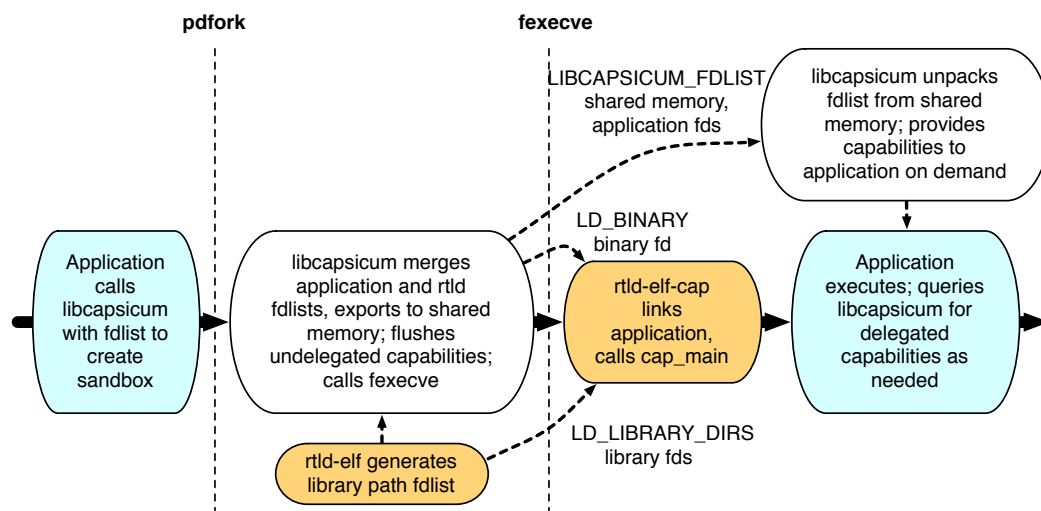 pdfork
fexecve
LIBCAPSICUM_FDLIST
shared memory,
application fds
libcapsicum unpacks
fdlist from shared
memory; provides
capabilities to
application on demand
LD_BINARY
binary fd
Application
calls
libcapsicum
with fdlist to
create
sandbox
libcapsicum merges
application and rtld
fdlists, exports to shared
memory; flushes
undelegated capabilities;
calls fexecve
rtld-elf-cap
links
application,
calls cap_main
Application
executes; queries
libcapsicum for
delegated
capabilities as
needed
LD_LIBRARY_DIRS
library fds
rtld-elf generates
library path fdlist